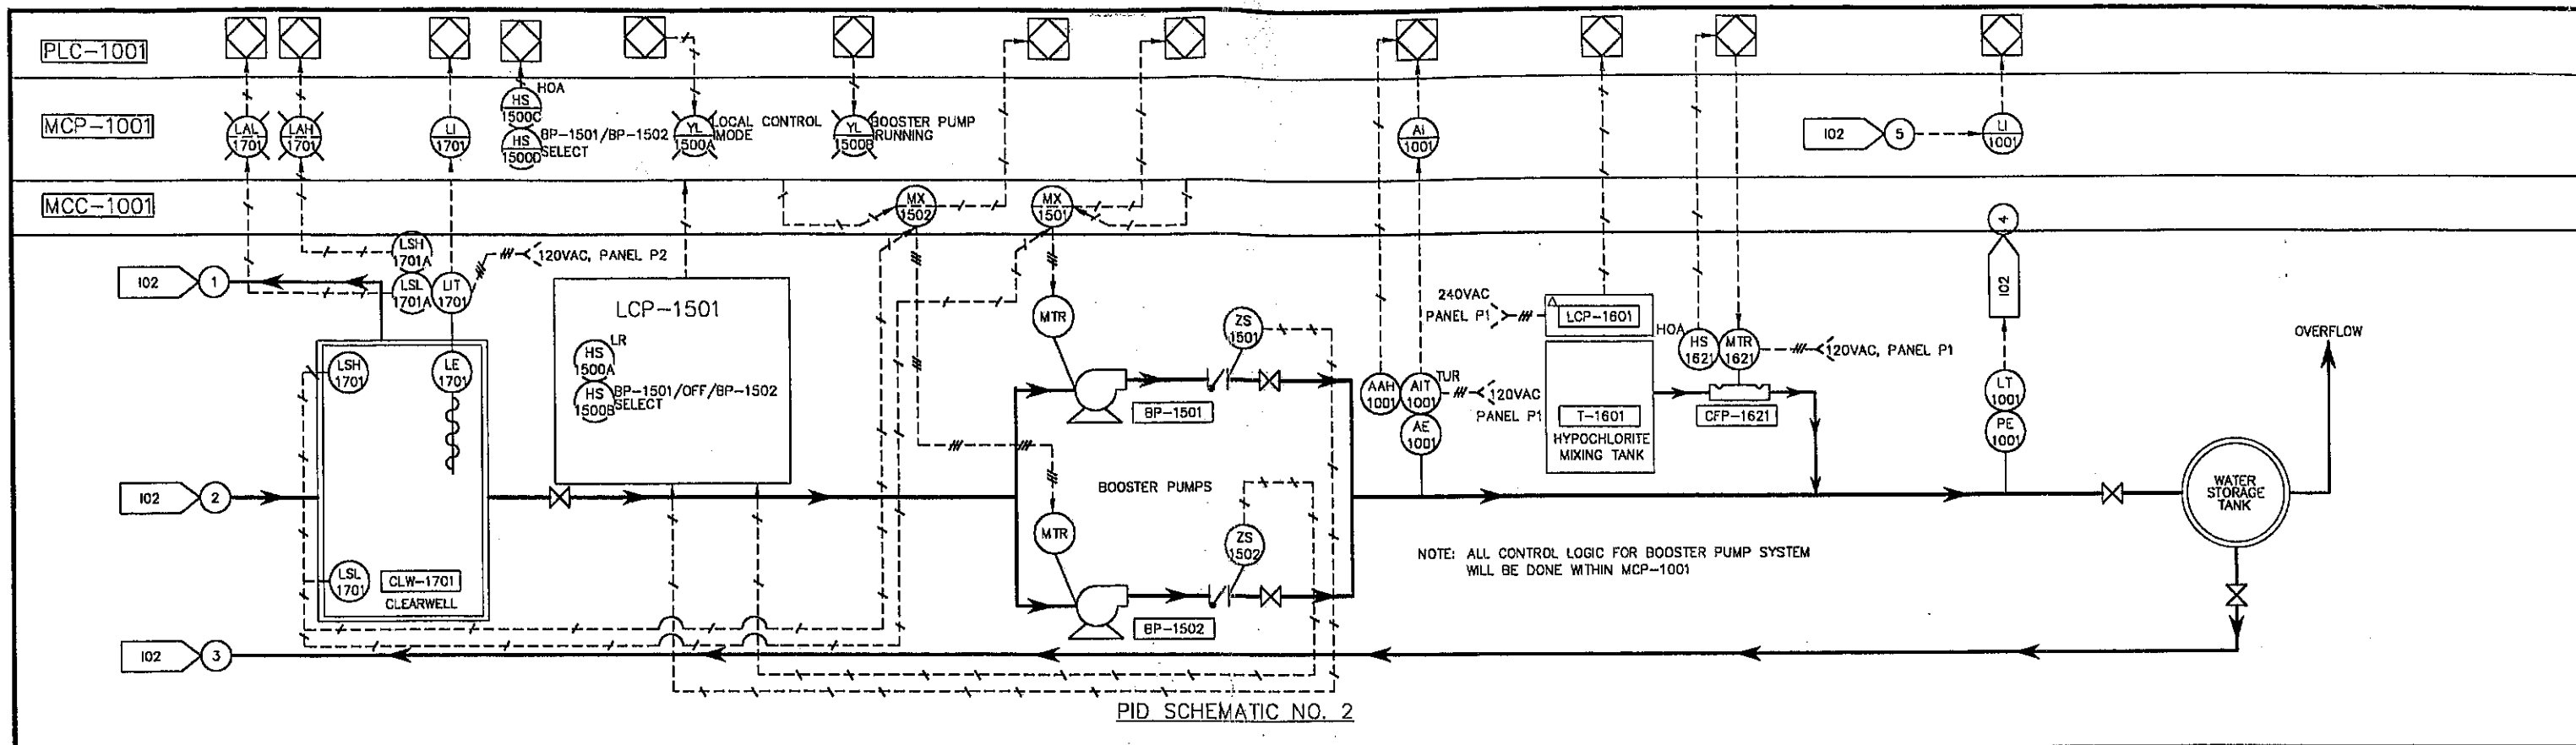 PLC-1001
MCP-1001
LAL
1701
LAH
1701
LI
1701
HOA
HS
1500C
HS
1500D
BP-1501/BP-1502
SELECT
YL
1500A
LOCAL CONTROL
MODE
YL
1500B
BOOSTER PUMP
RUNNING
AI
1001
102
5
LI
1001
MCC-1001
MX
1502
MX
1501
4
102
102
1
LSH
1701A
LSL
1701A
LIT
1701
120VAC, PANEL P2
LCP-1501
LR
HS
1500A
HS
1500B
BP-1501/OFF/BP-1502
SELECT
LSH
1701
LE
1701
LSL
1701
CLW-1701
CLEARWELL
102
2
102
3
MTR
ZS
1501
BP-1501
BOOSTER PUMPS
MTR
ZS
1502
BP-1502
AAH
1001
AIT
1001
TUR
AE
1001
120VAC
PANEL P1
240VAC
PANEL P1
LCP-1601
T-1601
HYPOCHLORITE
MIXING TANK
HOA
HS
1621
MTR
1621
120VAC, PANEL P1
CFP-1621
LT
1001
PE
1001
OVERFLOW
WATER
STORAGE
TANK
NOTE: ALL CONTROL LOGIC FOR BOOSTER PUMP SYSTEM
WILL BE DONE WITHIN MCP-1001
PID SCHEMATIC NO. 2